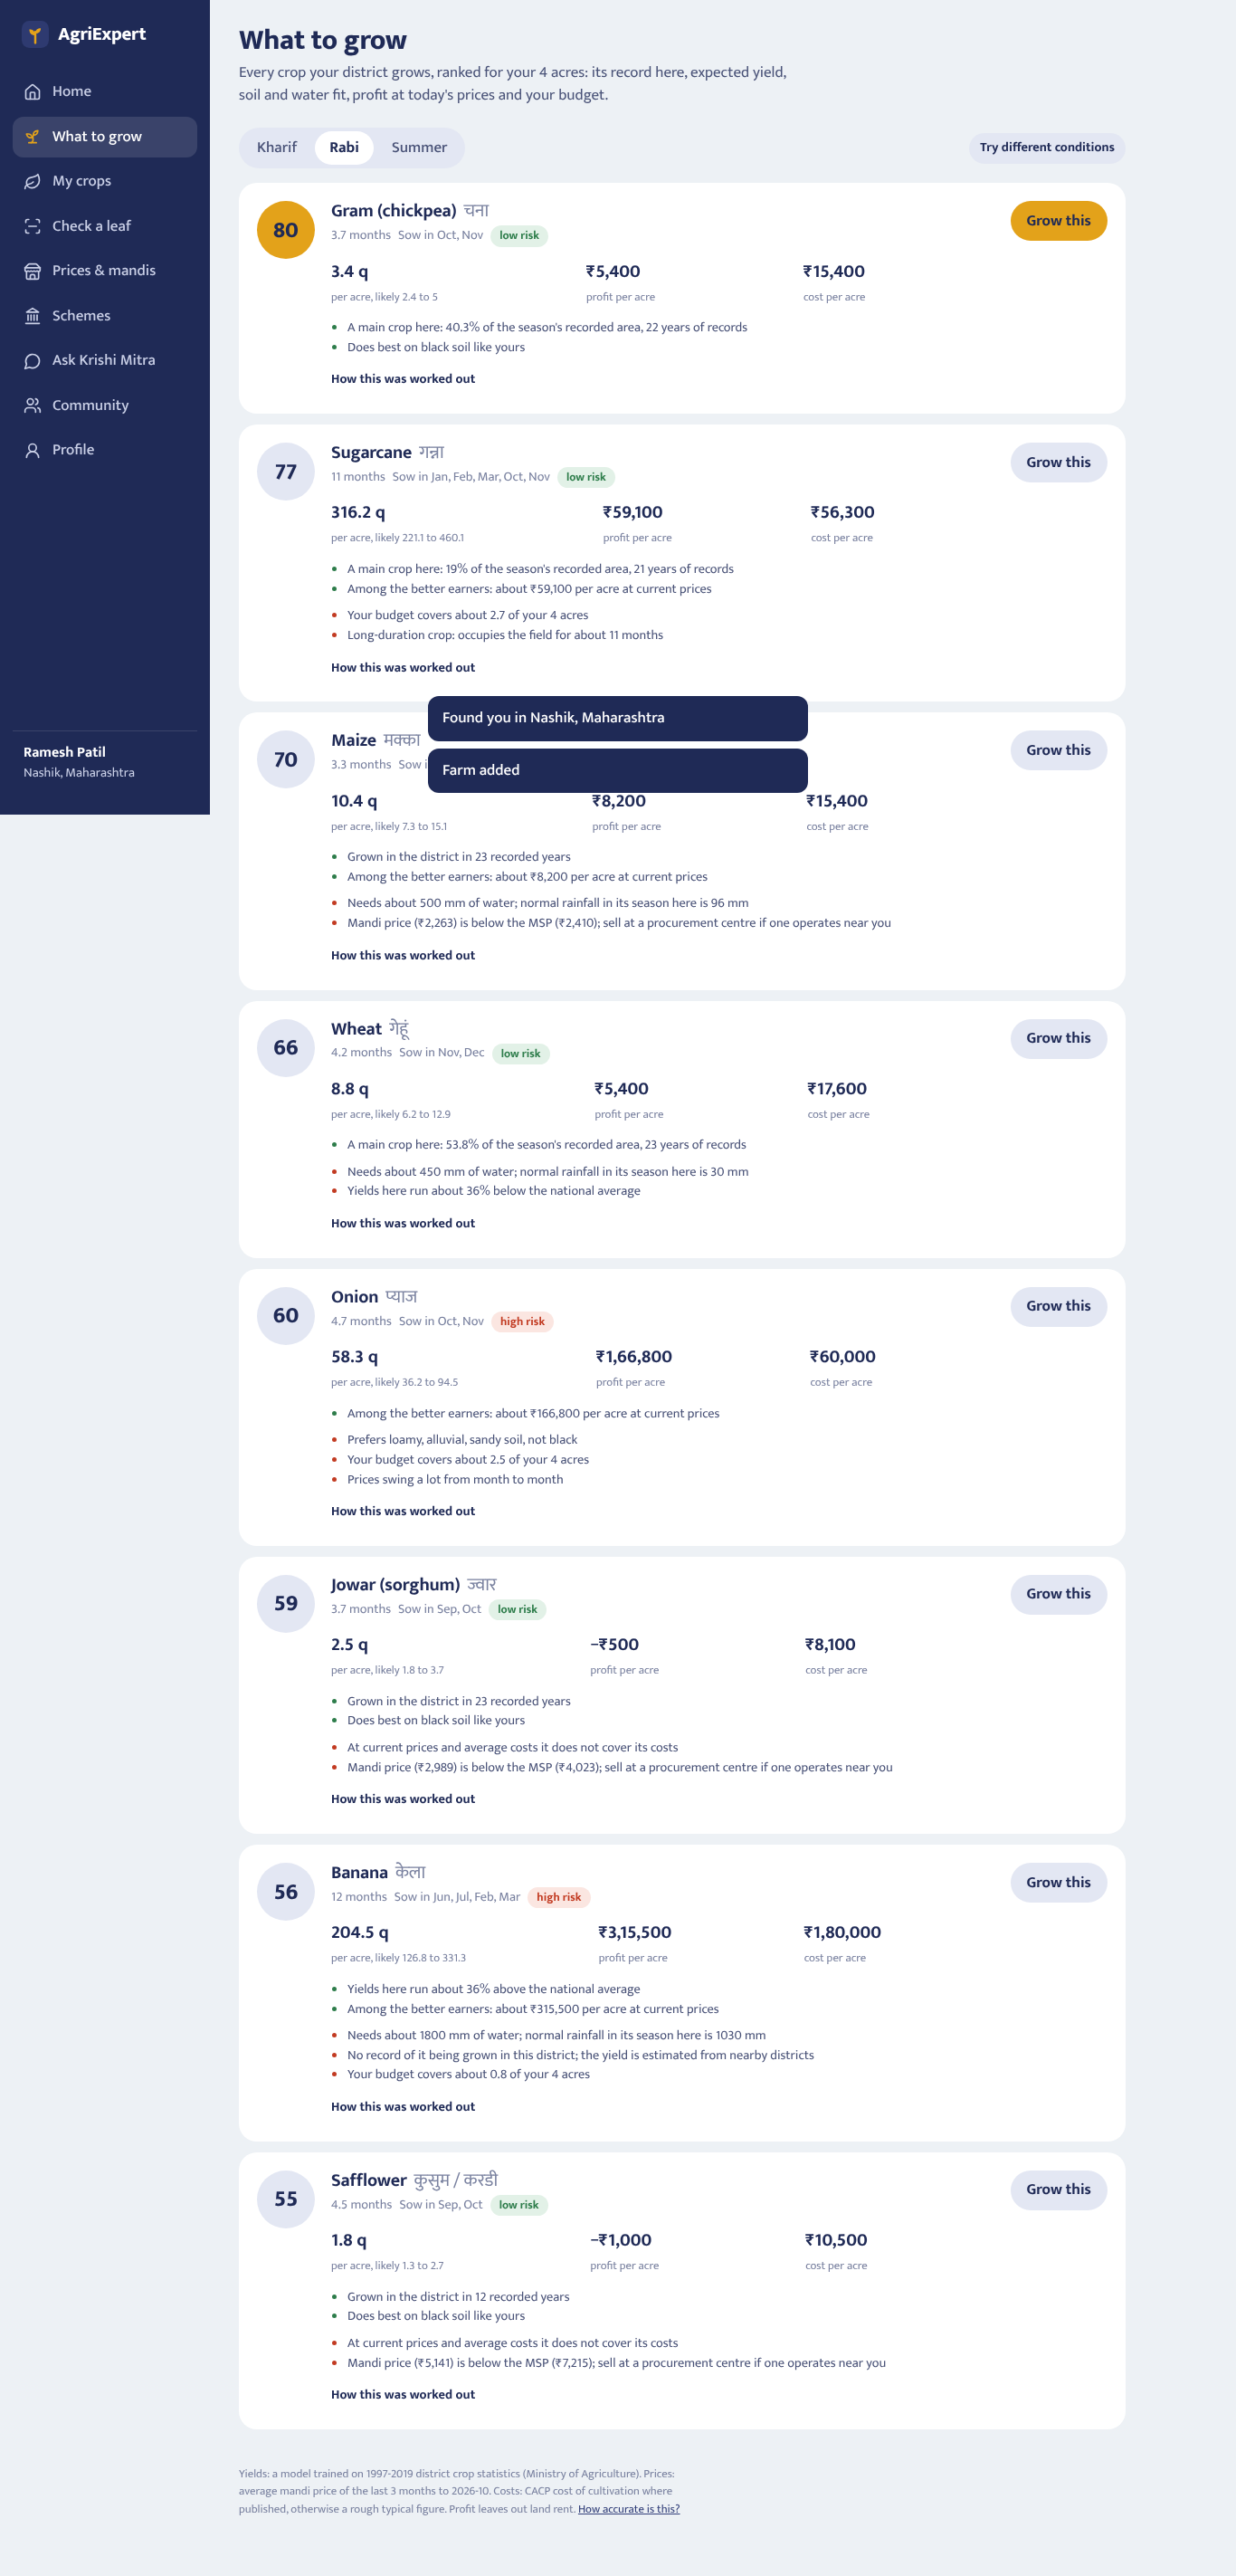 AgriExpert
Home
What to grow
My crops
Check a leaf
Prices & mandis
Schemes
Ask Krishi Mitra
Community
Profile
Ramesh Patil
Nashik, Maharashtra
What to grow
Every crop your district grows, ranked for your 4 acres: its record here, expected yield,
soil and water fit, profit at today's prices and your budget.
Kharif Rabi Summer
Try different conditions
80
Gram (chickpea) चना
3.7 months Sow in Oct, Nov low risk
Grow this
3.4 q ₹5,400 ₹15,400
per acre, likely 2.4 to 5 profit per acre cost per acre
A main crop here: 40.3% of the season's recorded area, 22 years of records
Does best on black soil like yours
How this was worked out
77
Sugarcane गन्ना
11 months Sow in Jan, Feb, Mar, Oct, Nov low risk
Grow this
316.2 q ₹59,100 ₹56,300
per acre, likely 221.1 to 460.1 profit per acre cost per acre
A main crop here: 19% of the season's recorded area, 21 years of records
Among the better earners: about ₹59,100 per acre at current prices
Your budget covers about 2.7 of your 4 acres
Long-duration crop: occupies the field for about 11 months
How this was worked out
Found you in Nashik, Maharashtra
Farm added
70
Maize मक्का
3.3 months Sow
Grow this
10.4 q ₹8,200 ₹15,400
per acre, likely 7.3 to 15.1 profit per acre cost per acre
Grown in the district in 23 recorded years
Among the better earners: about ₹8,200 per acre at current prices
Needs about 500 mm of water; normal rainfall in its season here is 96 mm
Mandi price (₹2,263) is below the MSP (₹2,410); sell at a procurement centre if one operates near you
How this was worked out
66
Wheat गेहूं
4.2 months Sow in Nov, Dec low risk
Grow this
8.8 q ₹5,400 ₹17,600
per acre, likely 6.2 to 12.9 profit per acre cost per acre
A main crop here: 53.8% of the season's recorded area, 23 years of records
Needs about 450 mm of water; normal rainfall in its season here is 30 mm
Yields here run about 36% below the national average
How this was worked out
60
Onion प्याज
4.7 months Sow in Oct, Nov high risk
Grow this
58.3 q ₹1,66,800 ₹60,000
per acre, likely 36.2 to 94.5 profit per acre cost per acre
Among the better earners: about ₹166,800 per acre at current prices
Prefers loamy, alluvial, sandy soil, not black
Your budget covers about 2.5 of your 4 acres
Prices swing a lot from month to month
How this was worked out
59
Jowar (sorghum) ज्वार
3.7 months Sow in Sep, Oct low risk
Grow this
2.5 q −₹500 ₹8,100
per acre, likely 1.8 to 3.7 profit per acre cost per acre
Grown in the district in 23 recorded years
Does best on black soil like yours
At current prices and average costs it does not cover its costs
Mandi price (₹2,989) is below the MSP (₹4,023); sell at a procurement centre if one operates near you
How this was worked out
56
Banana केला
12 months Sow in Jun, Jul, Feb, Mar high risk
Grow this
204.5 q ₹3,15,500 ₹1,80,000
per acre, likely 126.8 to 331.3 profit per acre cost per acre
Yields here run about 36% above the national average
Among the better earners: about ₹315,500 per acre at current prices
Needs about 1800 mm of water; normal rainfall in its season here is 1030 mm
No record of it being grown in this district; the yield is estimated from nearby districts
Your budget covers about 0.8 of your 4 acres
How this was worked out
55
Safflower कुसुम / करडी
4.5 months Sow in Sep, Oct low risk
Grow this
1.8 q −₹1,000 ₹10,500
per acre, likely 1.3 to 2.7 profit per acre cost per acre
Grown in the district in 12 recorded years
Does best on black soil like yours
At current prices and average costs it does not cover its costs
Mandi price (₹5,141) is below the MSP (₹7,215); sell at a procurement centre if one operates near you
How this was worked out
Yields: a model trained on 1997-2019 district crop statistics (Ministry of Agriculture). Prices:
average mandi price of the last 3 months to 2026-10. Costs: CACP cost of cultivation where
published, otherwise a rough typical figure. Profit leaves out land rent. How accurate is this?